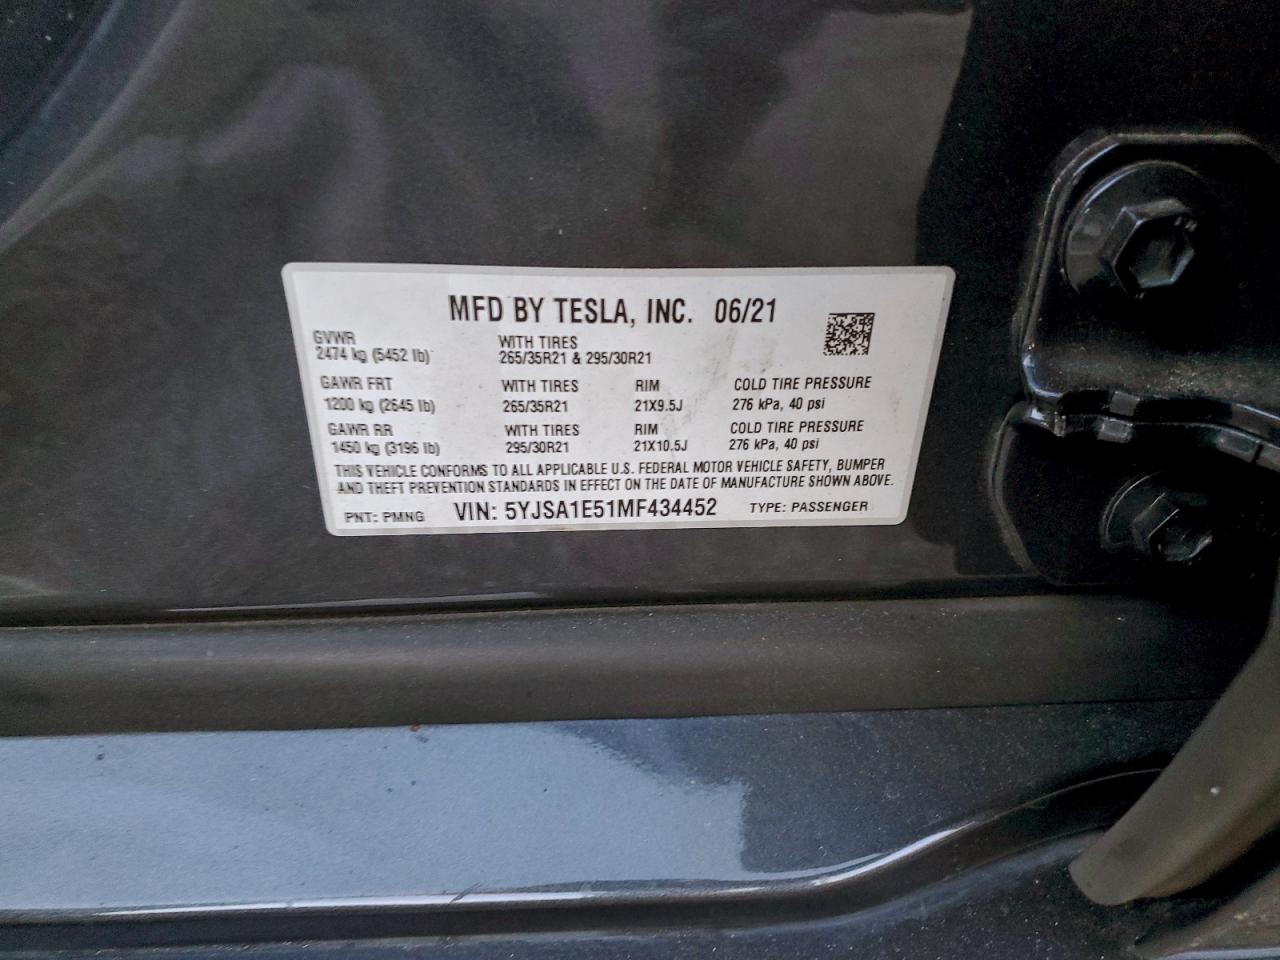 MFD BY TESLA, INC. 06/21
GVWR WITH TIRES
2474 kg (5452 lb) 265/35R21 & 295/30R21
GAWR FRT WITH TIRES RIM COLD TIRE PRESSURE
1200 kg (2645 lb) 265/35R21 21X9.5J 276 kPa, 40 psi
GAWR RR WITH TIRES RIM COLD TIRE PRESSURE
1450 kg (3196 lb) 295/30R21 21X10.5J 276 kPa, 40 psi
THIS VEHICLE CONFORMS TO ALL APPLICABLE U.S. FEDERAL MOTOR VEHICLE SAFETY, BUMPER
AND THEFT PREVENTION STANDARDS IN EFFECT ON THE DATE OF MANUFACTURE SHOWN ABOVE.
PNT: PMNG VIN: 5YJSA1E51MF434452 TYPE: PASSENGER